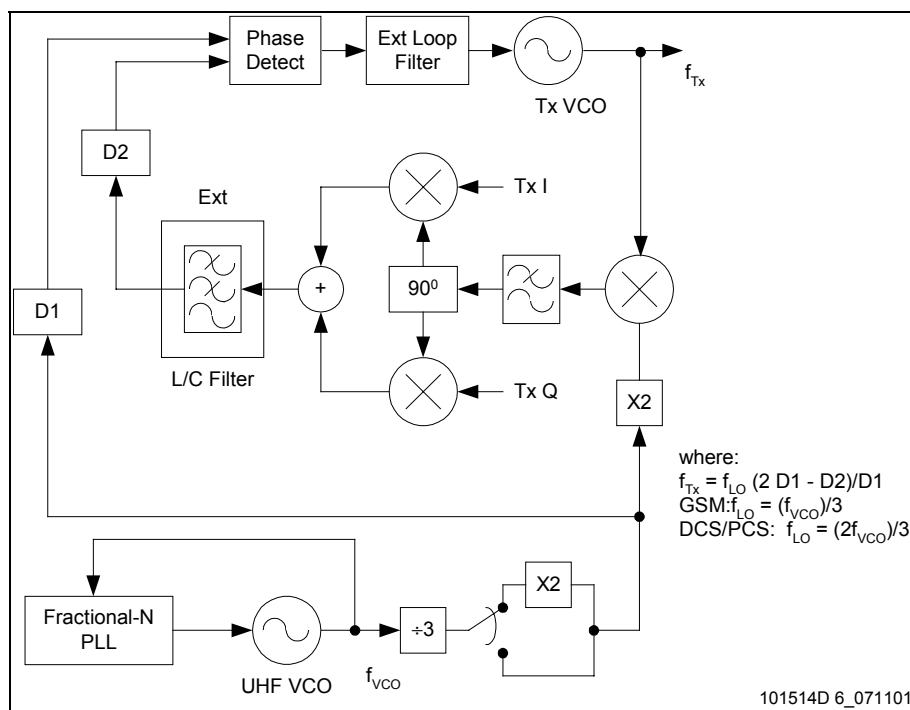 Phase
Detect
Ext Loop
Filter
Tx VCO
f_Tx
D2
Ext
Tx I
D1
+
90⁰
L/C Filter
Tx Q
X2
where:
f_Tx = f_LO (2 D1 - D2)/D1
GSM:f_LO = (f_VCO)/3
DCS/PCS: f_LO = (2f_VCO)/3
X2
Fractional-N
PLL
÷3
UHF VCO
f_VCO
101514D 6_071101